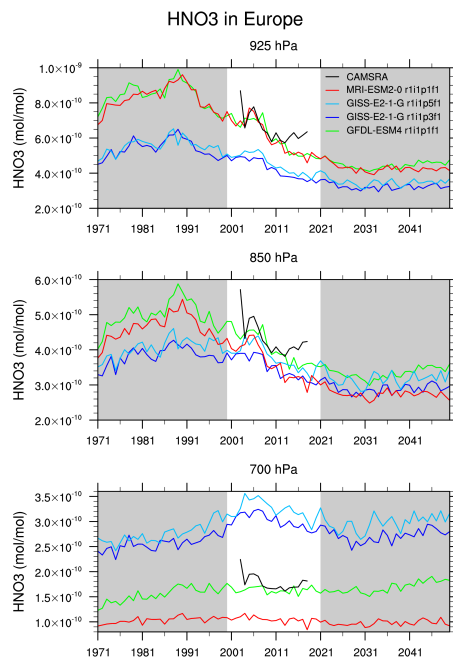 HNO3 in Europe
925 hPa
HNO3 (mol/mol)
1.0×10⁻⁹
8.0×10⁻¹⁰
6.0×10⁻¹⁰
4.0×10⁻¹⁰
2.0×10⁻¹⁰
CAMSRA
MRI-ESM2-0 r1i1p1f1
GISS-E2-1-G r1i1p5f1
GISS-E2-1-G r1i1p3f1
GFDL-ESM4 r1i1p1f1
1971 1981 1991 2001 2011 2021 2031 2041
850 hPa
HNO3 (mol/mol)
6.0×10⁻¹⁰
5.0×10⁻¹⁰
4.0×10⁻¹⁰
3.0×10⁻¹⁰
2.0×10⁻¹⁰
1971 1981 1991 2001 2011 2021 2031 2041
700 hPa
HNO3 (mol/mol)
3.5×10⁻¹⁰
3.0×10⁻¹⁰
2.5×10⁻¹⁰
2.0×10⁻¹⁰
1.5×10⁻¹⁰
1.0×10⁻¹⁰
1971 1981 1991 2001 2011 2021 2031 2041